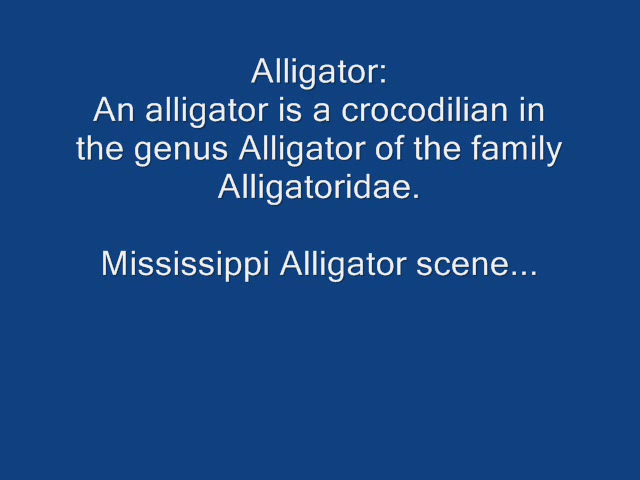 Alligator:
An alligator is a crocodilian in
the genus Alligator of the family
Alligatoridae.
Mississippi Alligator scene...